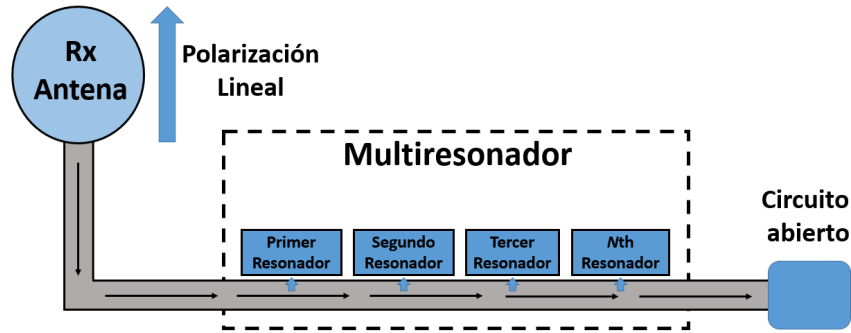 Rx
Antena
Polarización
Lineal
Multiresonador
Primer
Resonador
Segundo
Resonador
Tercer
Resonador
Nth
Resonador
Circuito
abierto